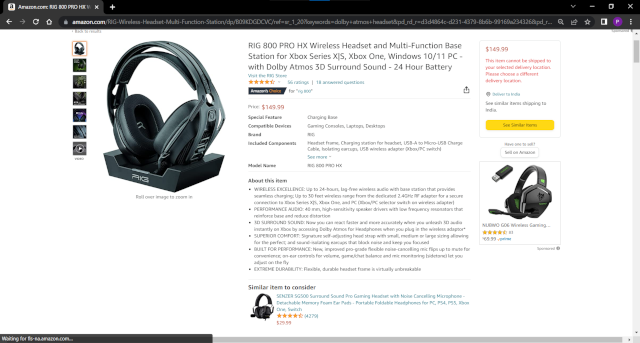 Amazon.com: RIG 800 PRO HX W
amazon.com/RIG-Wireless-Headset-Multi-Function-Station/dp/B09KDGDCVC/ref=sr_1_20?keywords=dolby+atmos+headset&pd_rd_r=
Back to results
Sponsored
RIG 800 PRO HX Wireless Headset and Multi-Function Base
Station for Xbox Series X|S, Xbox One, Windows 10/11 PC -
with Dolby Atmos 3D Surround Sound - 24 Hour Battery
Visit the RIG Store
56 ratings | 18 answered questions
Amazon's Choice for "rig 800"
Price: $149.99
Special Feature Charging Base
Compatible Devices Gaming Consoles, Laptops, Desktops
Brand RIG
Included Components Headset frame, Charging station for headset, USB-A to Micro-USB Charge
Cable, Isolating earcups, USB wireless adapter (Xbox/PC switch)
See more
Model Name RIG 800 PRO HX
About this item
• WIRELESS EXCELLENCE: Up to 24-hours, lag-free wireless audio with base station that provides
seamless charging; Up to 30 feet wireless range from the dedicated 2.4GHz RF adapter for a secure
connection to Xbox Series X|S, Xbox One, and PC (Xbox/PC selector switch on wireless adapter)
• PERFORMANCE AUDIO: 40 mm, high-sensitivity speaker drivers with low frequency resonators that
reinforce bass and reduce distortion
• 3D SURROUND SOUND: Now you can react faster and more accurately when you unleash 3D audio
instantly on Xbox by accessing Dolby Atmos for Headphones when you plug in the wireless adaptor*
• SUPERIOR COMFORT: Signature self-adjusting head strap with small, medium or large sizing allowing
for the perfect, and sound-isolating earcups that block noise and keep you focused
• BUILT FOR PERFORMANCE: New, improved pro-grade flexible noise-cancelling mic flips up to mute for
convenience; on-ear controls for volume, game/chat balance and mic monitoring (sidetone) let you
adjust on the fly
• EXTREME DURABILITY: Flexible, durable headset frame is virtually unbreakable
Similar item to consider
SENZER SG500 Surround Sound Pro Gaming Headset with Noise Cancelling Microphone -
Detachable Memory Foam Ear Pads - Portable Foldable Headphones for PC, PS4, PS5, Xbox
One, Switch
(4379)
$29.99
RIG
VIDEO
Roll over image to zoom in
$149.99
This item cannot be shipped to
your selected delivery location.
Please choose a different
delivery location.
Deliver to India
See similar items shipping to
India.
See Similar Items
Have one to sell?
Sell on Amazon
NUBWO G06 Wireless Gaming...
Sponsored
Waiting for fls-na.amazon.com...